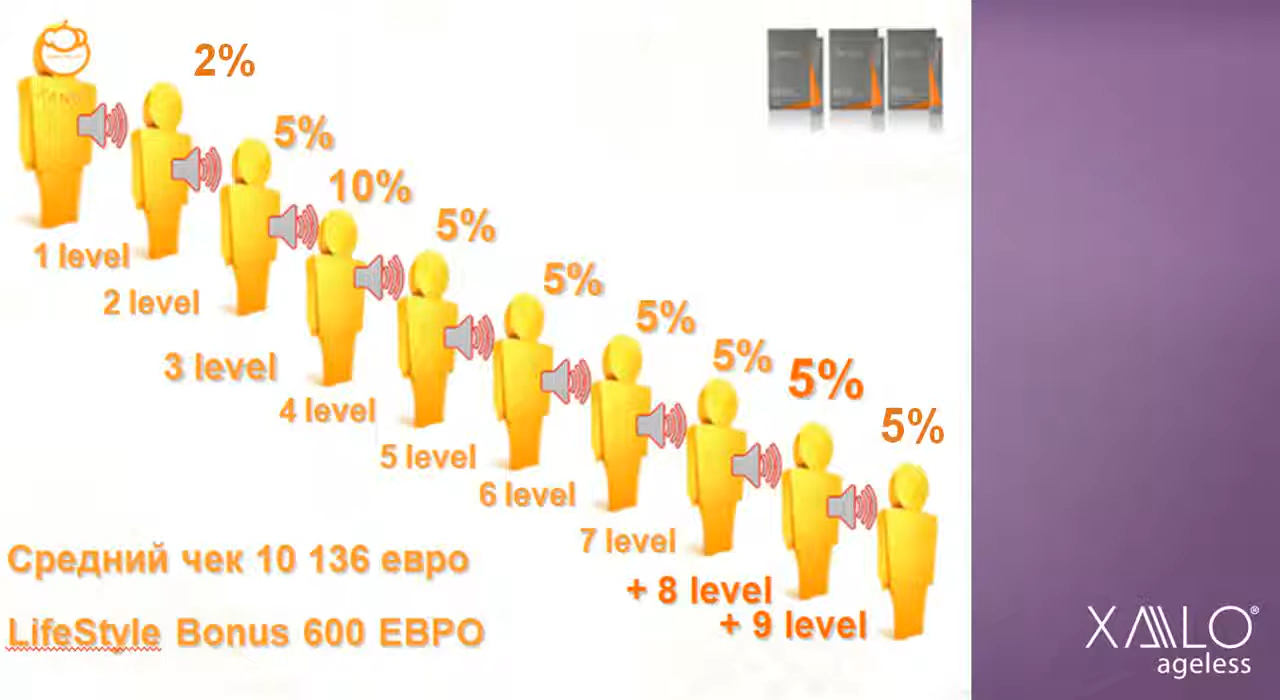 2%
5%
10%
5%
5%
5%
5%
5%
5%
1 level
2 level
3 level
4 level
5 level
6 level
7 level
+ 8 level
+ 9 level
Средний чек 10 136 евро
LifeStyle Bonus 600 ЕВРО
XALO®
ageless